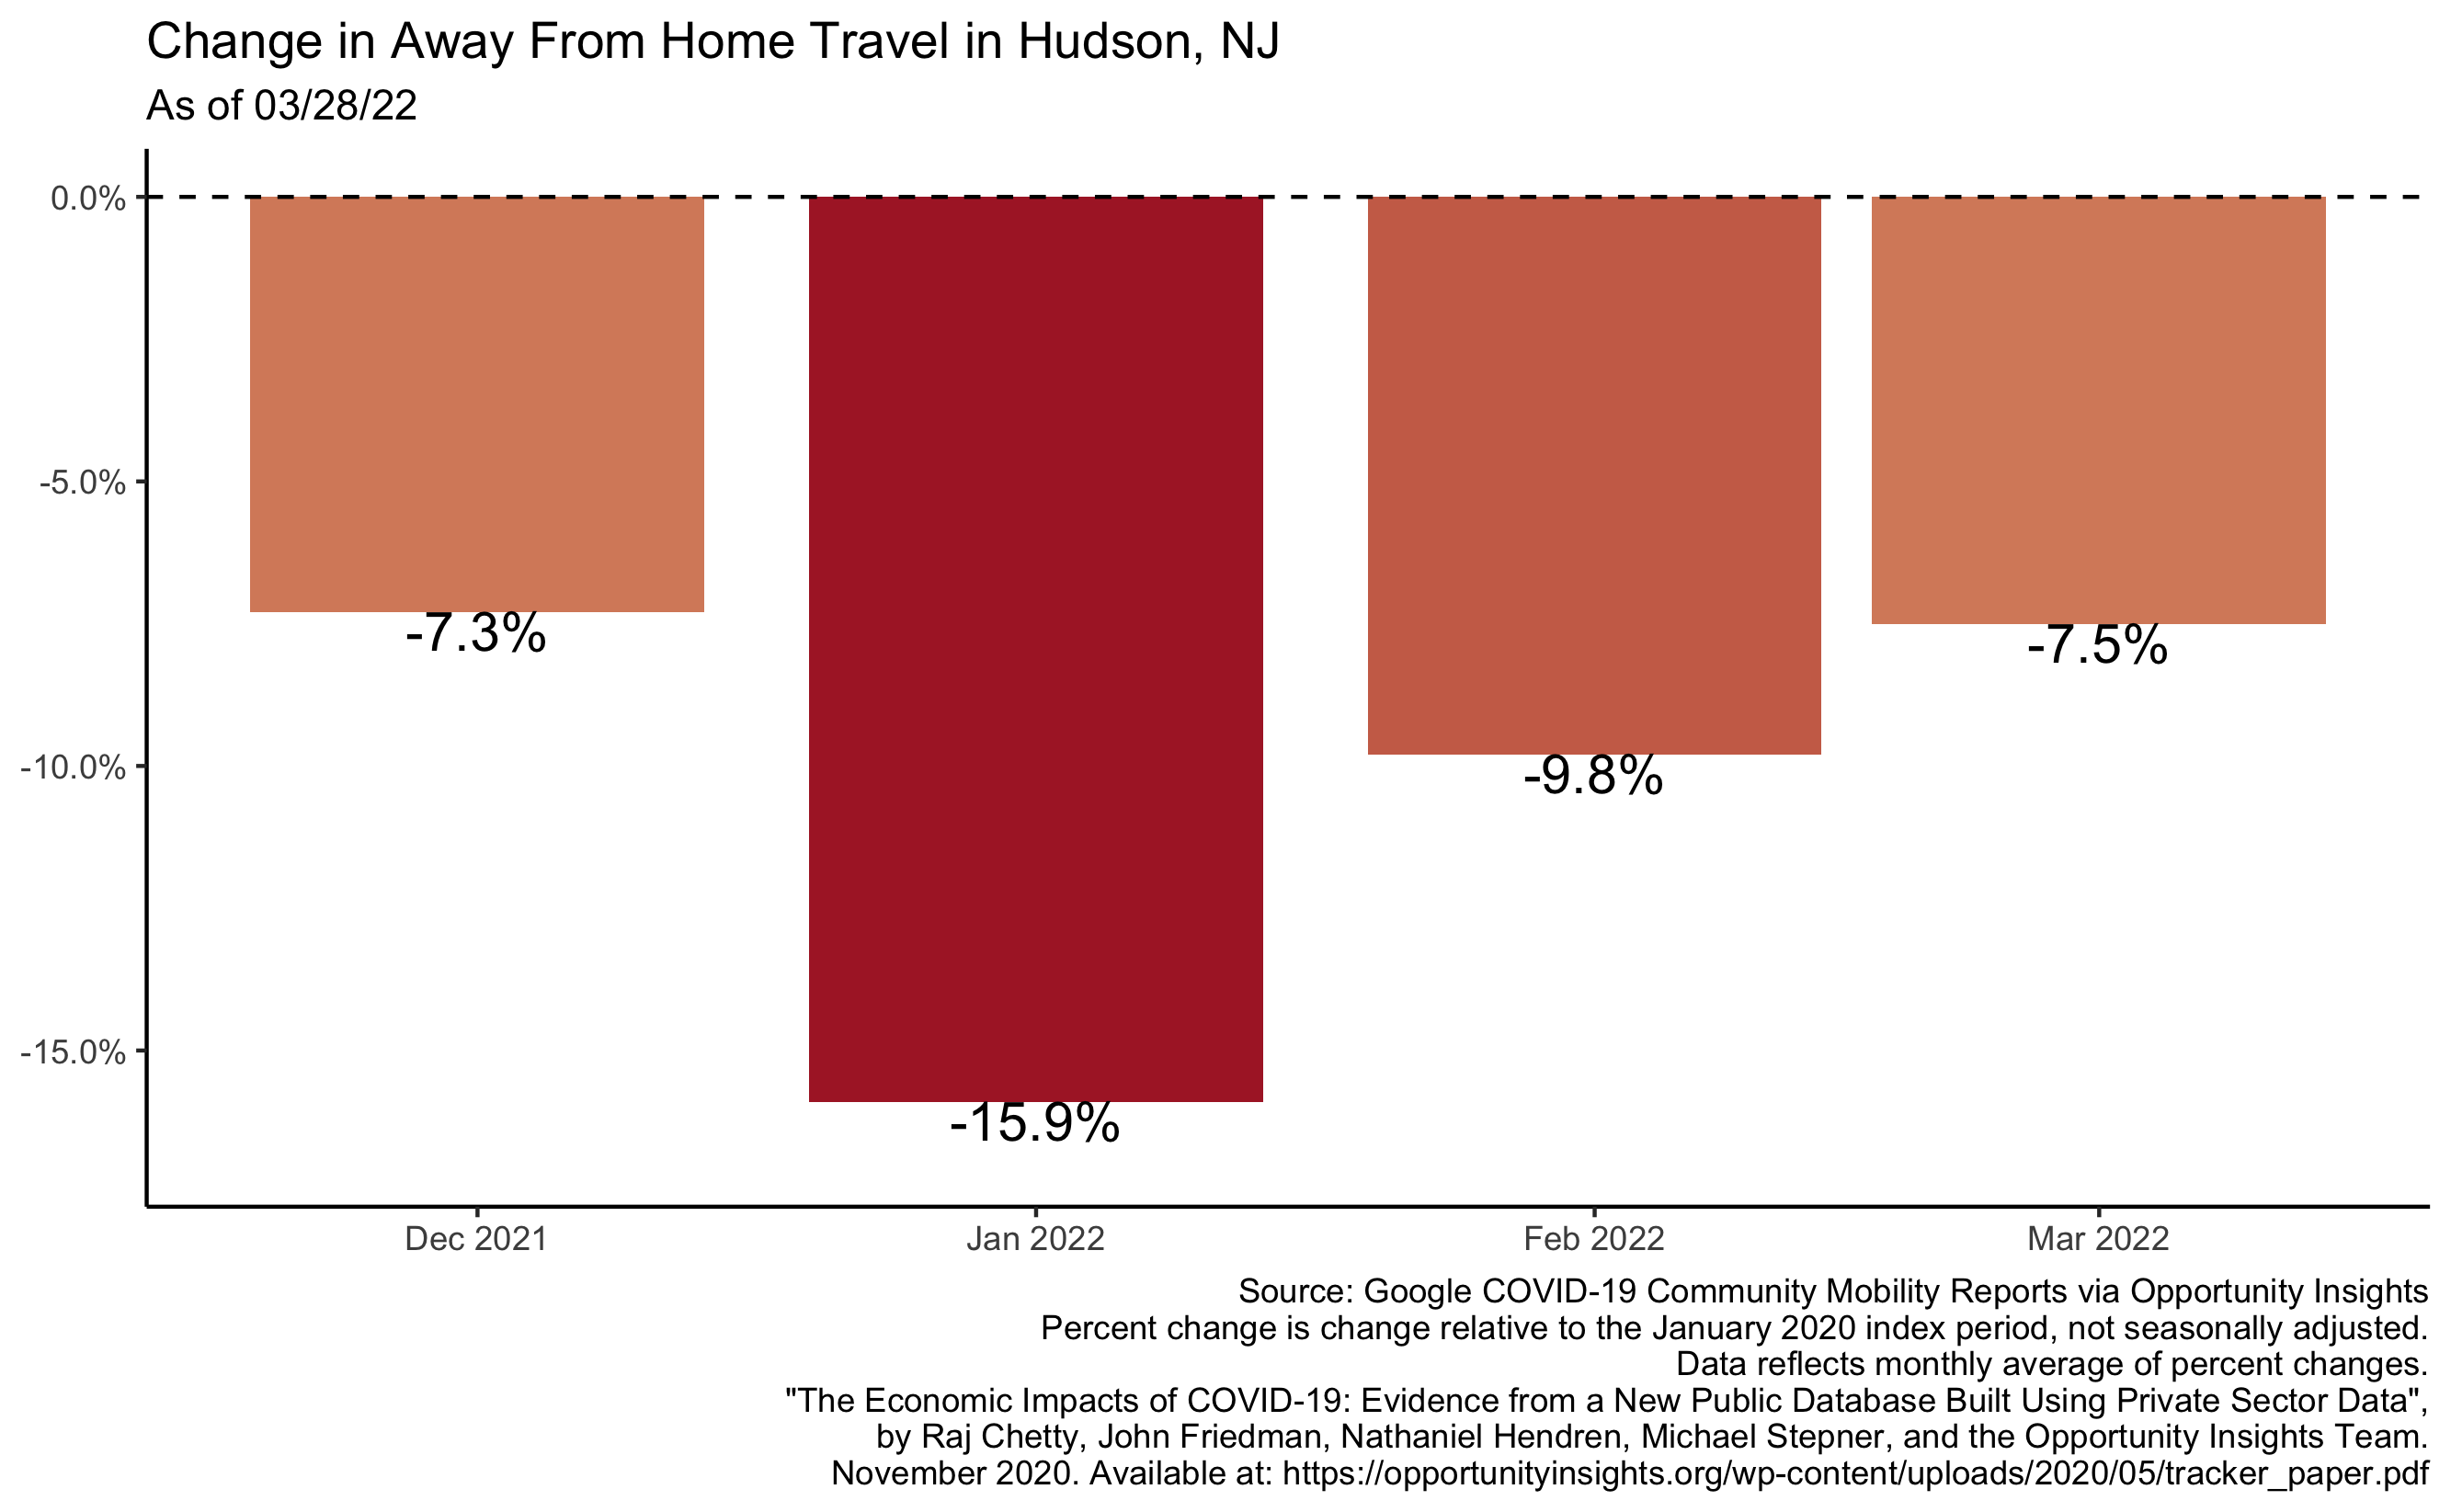 Change in Away From Home Travel in Hudson, NJ
As of 03/28/22
0.0%
-5.0%
-10.0%
-15.0%
-7.3%
-15.9%
-9.8%
-7.5%
Dec 2021
Jan 2022
Feb 2022
Mar 2022
Source: Google COVID-19 Community Mobility Reports via Opportunity Insights
Percent change is change relative to the January 2020 index period, not seasonally adjusted.
Data reflects monthly average of percent changes.
"The Economic Impacts of COVID-19: Evidence from a New Public Database Built Using Private Sector Data",
by Raj Chetty, John Friedman, Nathaniel Hendren, Michael Stepner, and the Opportunity Insights Team.
November 2020. Available at: https://opportunityinsights.org/wp-content/uploads/2020/05/tracker_paper.pdf